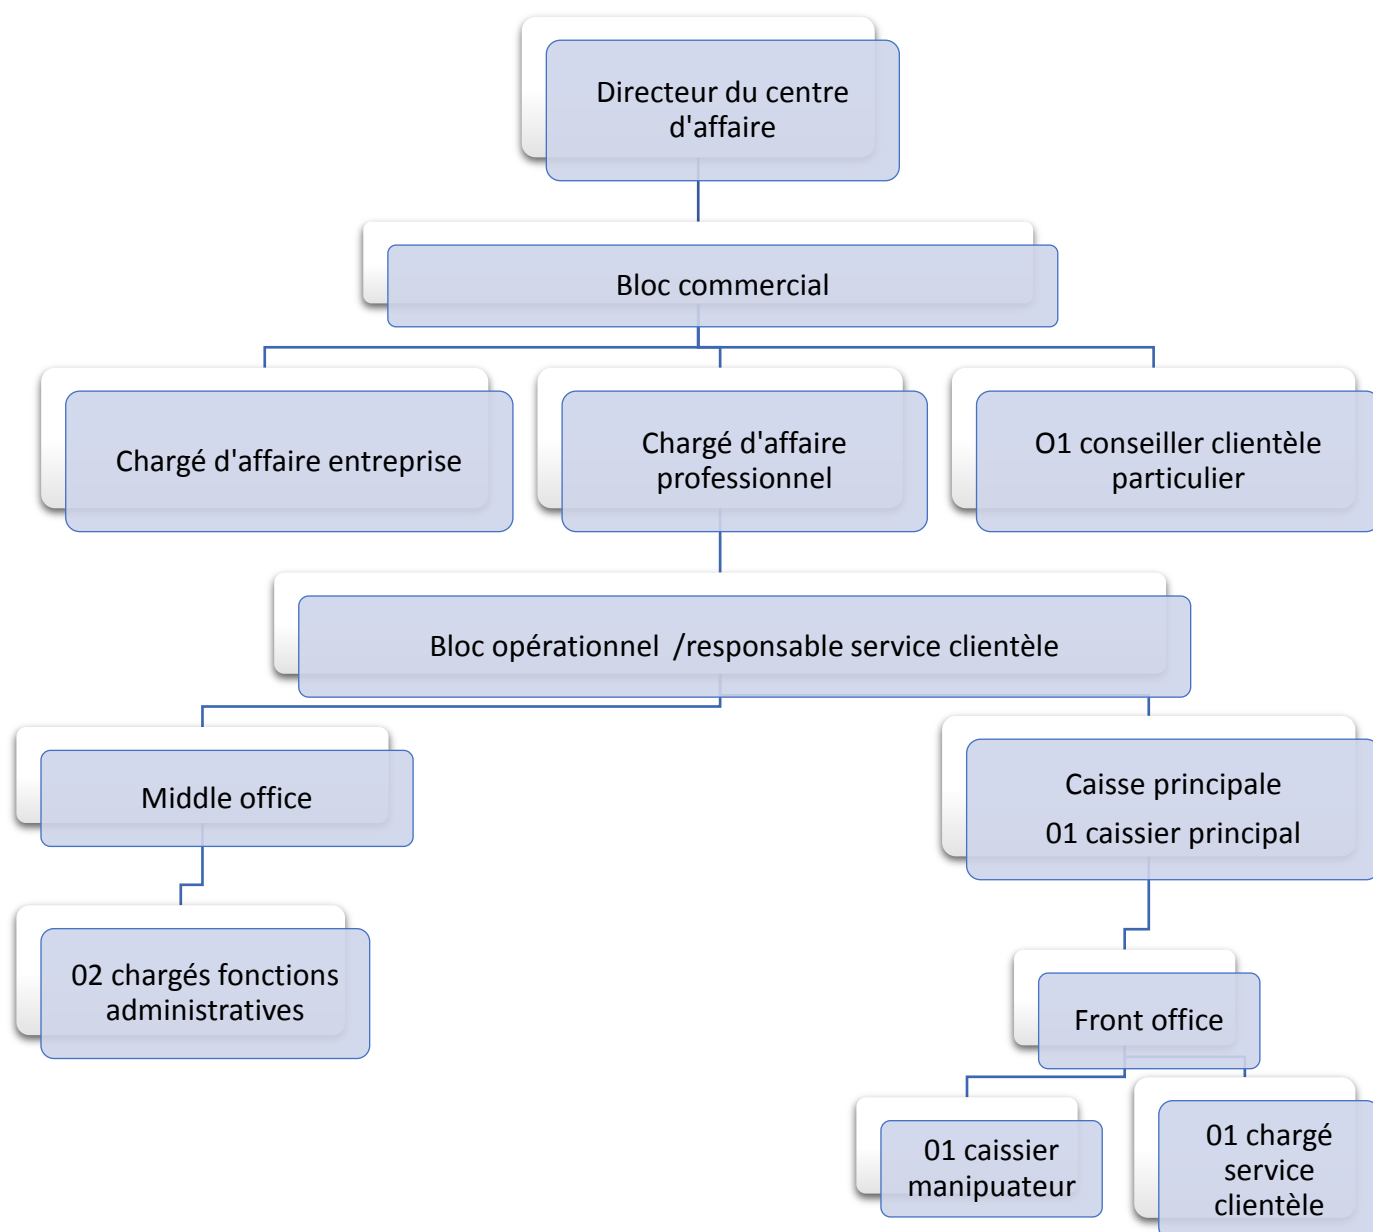 Directeur du centre
d'affaire
Bloc commercial
Chargé d'affaire entreprise
Chargé d'affaire
professionnel
O1 conseiller clientèle
particulier
Bloc opérationnel  /responsable service clientèle
Middle office
Caisse principale
01 caissier principal
02 chargés fonctions
administratives
Front office
01 caissier
manipuateur
01 chargé
service
clientèle